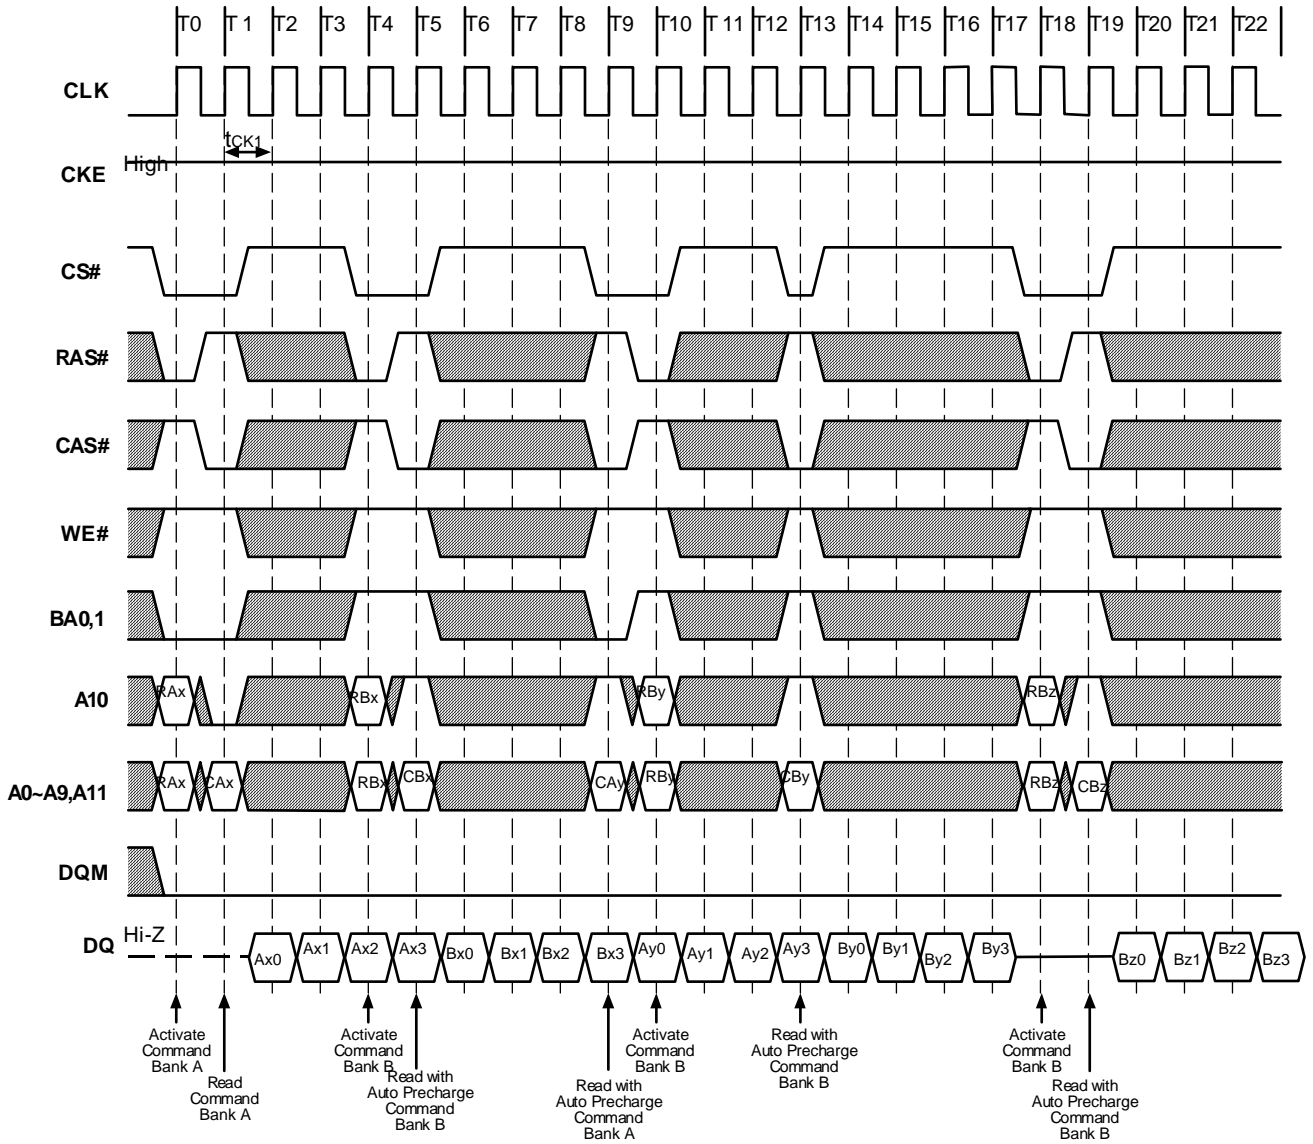 T0 T 1 T2 T3 T4 T5 T6 T7 T8 T9 T10 T 11 T12 T13 T14 T15 T16 T17 T18 T19 T20 T21 T22
CLK
tCK1
High
CKE
CS#
RAS#
CAS#
WE#
BA0,1
A10 RAx RBx RBy RBz
A0~A9,A11 RAx CAx RBx CBx CAy RBy CBy RBz CBz
DQM
DQ Hi-Z Ax0 Ax1 Ax2 Ax3 Bx0 Bx1 Bx2 Bx3 Ay0 Ay1 Ay2 Ay3 By0 By1 By2 By3 Bz0 Bz1 Bz2 Bz3
Activate
Command
Bank A
Read
Command
Bank A
Activate
Command
Bank B
Read with
Auto Precharge
Command
Bank B
Read with
Auto Precharge
Command
Bank A
Activate
Command
Bank B
Read with
Auto Precharge
Command
Bank B
Activate
Command
Bank B
Read with
Auto Precharge
Command
Bank B